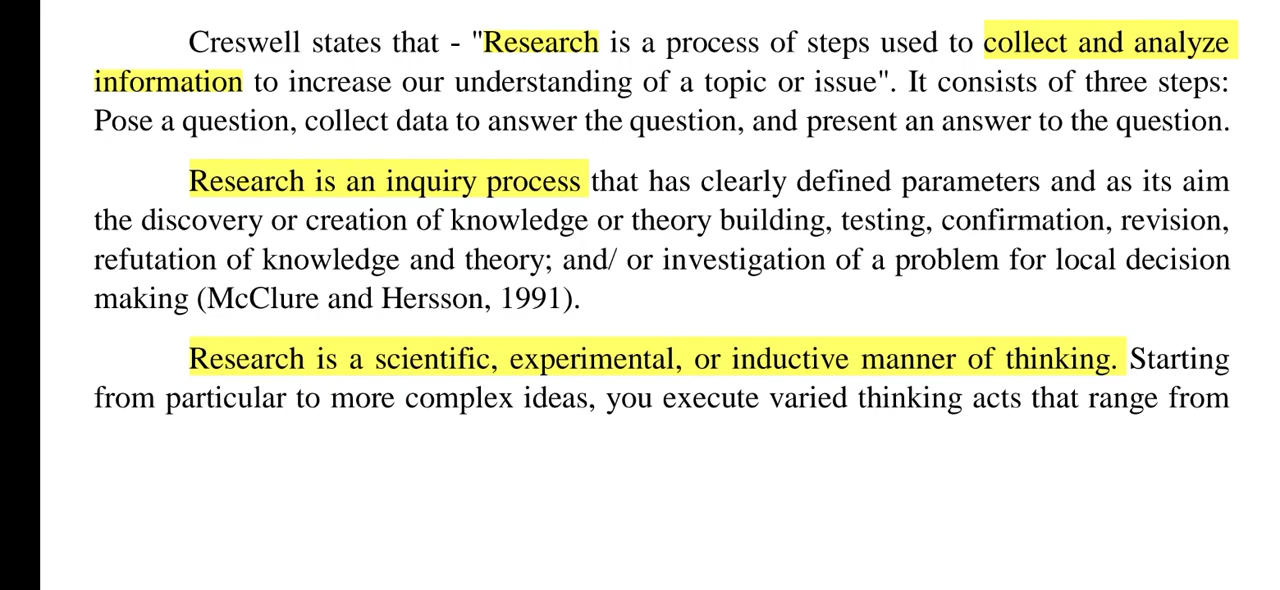 Creswell states that - "Research is a process of steps used to collect and analyze
information to increase our understanding of a topic or issue". It consists of three steps:
Pose a question, collect data to answer the question, and present an answer to the question.
Research is an inquiry process that has clearly defined parameters and as its aim
the discovery or creation of knowledge or theory building, testing, confirmation, revision,
refutation of knowledge and theory; and/ or investigation of a problem for local decision
making (McClure and Hersson, 1991).
Research is a scientific, experimental, or inductive manner of thinking. Starting
from particular to more complex ideas, you execute varied thinking acts that range from